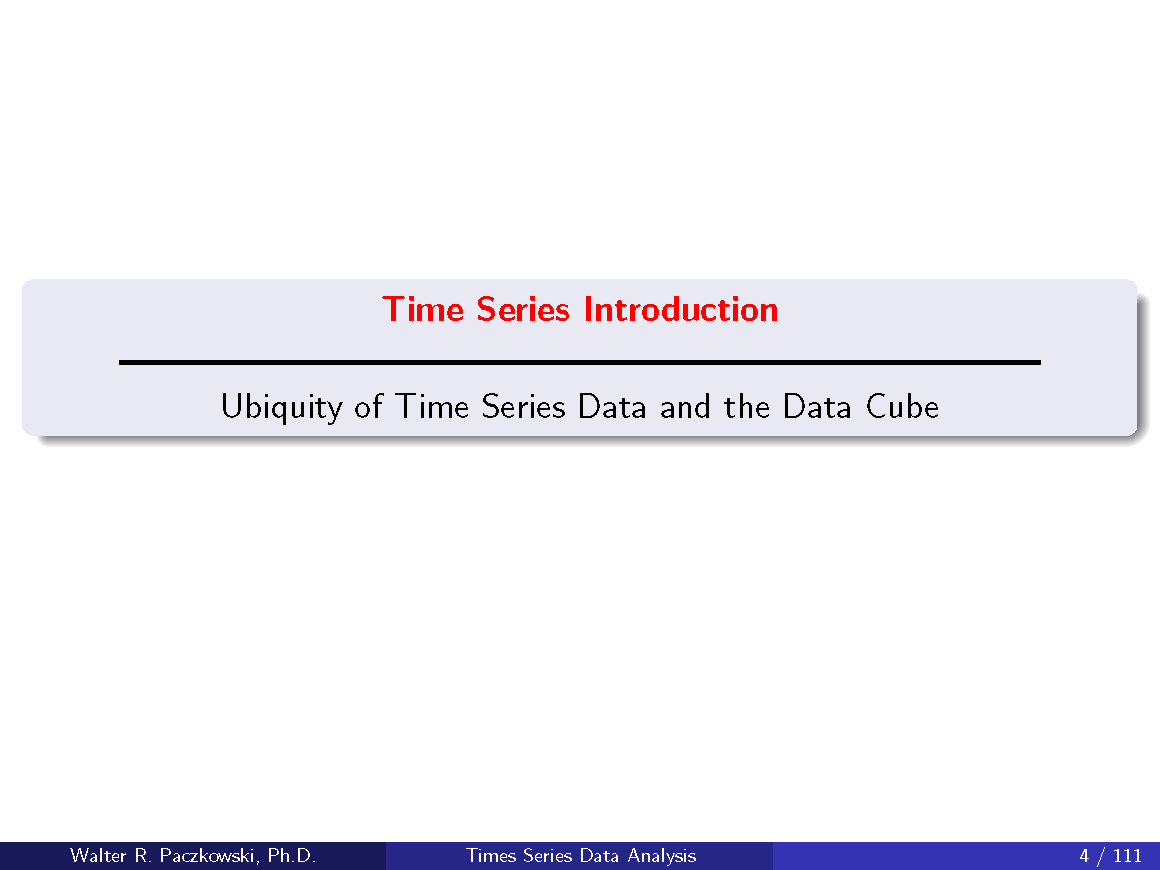 Time Series Introduction
Ubiquity of Time Series Data and the Data Cube
Walter R. Paczkowski, Ph.D.
Times Series Data Analysis
4 / 111